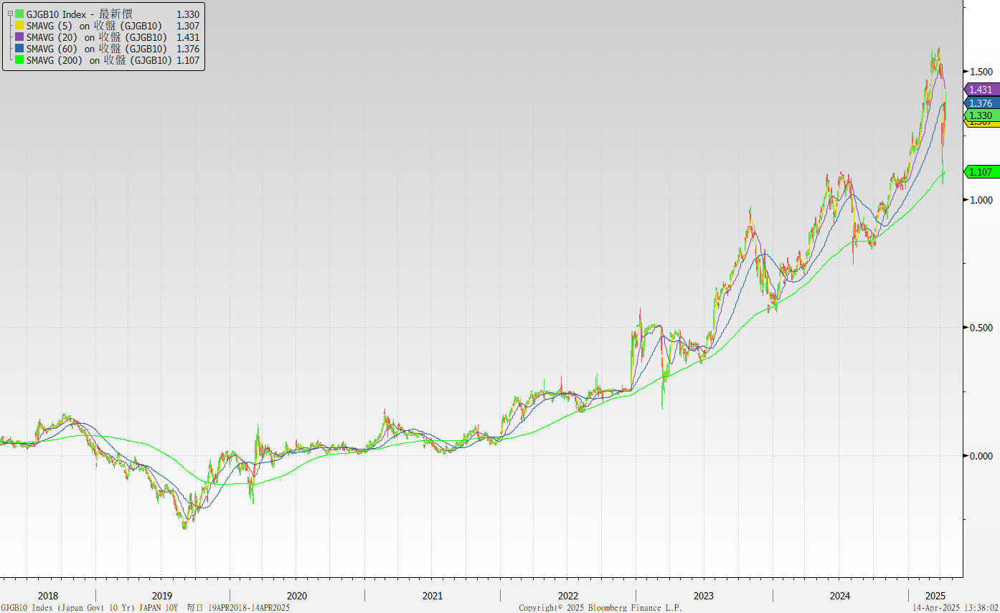 GJGB10 Index - 最新價 1.330
SMAVG (5) on 收盤 (GJGB10) 1.307
SMAVG (20) on 收盤 (GJGB10) 1.431
SMAVG (60) on 收盤 (GJGB10) 1.376
SMAVG (200) on 收盤 (GJGB10) 1.107
1.500
1.431
1.376
1.330
1.307
1.107
1.000
0.500
0.000
2018 2019 2020 2021 2022 2023 2024 2025
GJGB10 Index (Japan Govt 10 Yr) JAPAN 10Y 每日 19APR2018-14APR2025 Copyright© 2025 Bloomberg Finance L.P. 14-Apr-2025 13:38:02